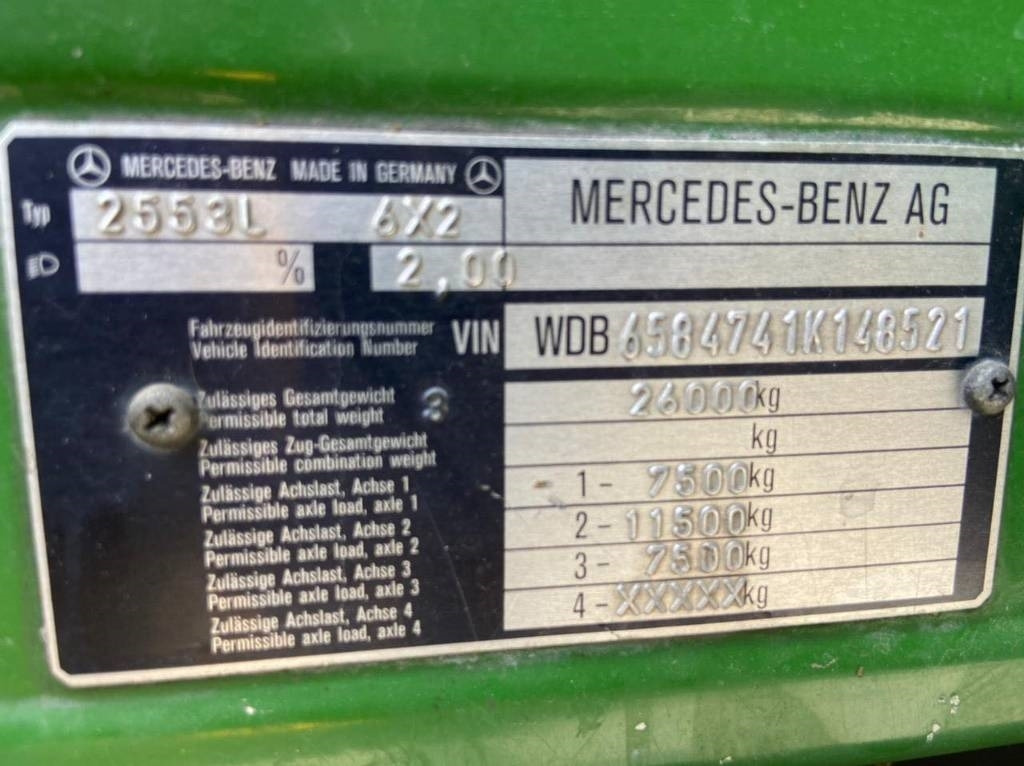 MERCEDES-BENZ MADE IN GERMANY
MERCEDES-BENZ AG
Typ 2553L 6X2
% 2,00
Fahrzeugidentifizierungsnummer
Vehicle Identification Number
VIN WDB 6584741K148521
Zulässiges Gesamtgewicht
Permissible total weight
3 26000kg
Zulässiges Zug-Gesamtgewicht
Permissible combination weight
kg
Zulässige Achslast, Achse 1
Permissible axle load, axle 1
1 - 7500kg
Zulässige Achslast, Achse 2
Permissible axle load, axle 2
2 - 11500kg
Zulässige Achslast, Achse 3
Permissible axle load, axle 3
3 - 7500kg
Zulässige Achslast, Achse 4
Permissible axle load, axle 4
4 - XXXXXkg